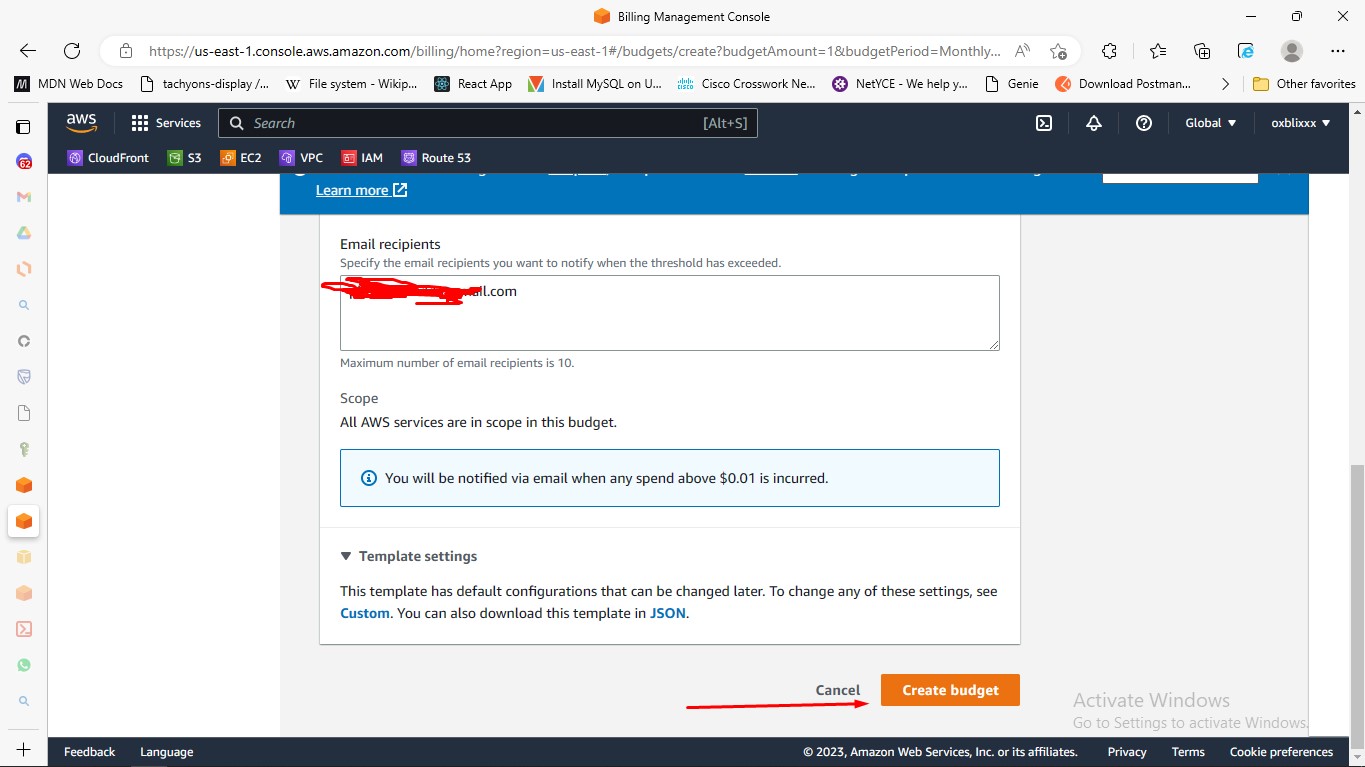 Billing Management Console
https://us-east-1.console.aws.amazon.com/billing/home?region=us-east-1#/budgets/create?budgetAmount=1&budgetPeriod=Monthly...
MDN Web Docs tachyons-display /... File system - Wikip... React App Install MySQL on U... Cisco Crosswork Ne... NetYCE - We help y... Genie Download Postman... Other favorites
aws Services Search [Alt+S] Global oxblixxx
62
CloudFront S3 EC2 VPC IAM Route 53
Learn more
Email recipients
Specify the email recipients you want to notify when the threshold has exceeded.
ail.com
Maximum number of email recipients is 10.
Scope
All AWS services are in scope in this budget.
You will be notified via email when any spend above $0.01 is incurred.
Template settings
This template has default configurations that can be changed later. To change any of these settings, see
Custom. You can also download this template in JSON.
Cancel Create budget
Activate Windows
Go to Settings to activate Windows.
Feedback Language © 2023, Amazon Web Services, Inc. or its affiliates. Privacy Terms Cookie preferences